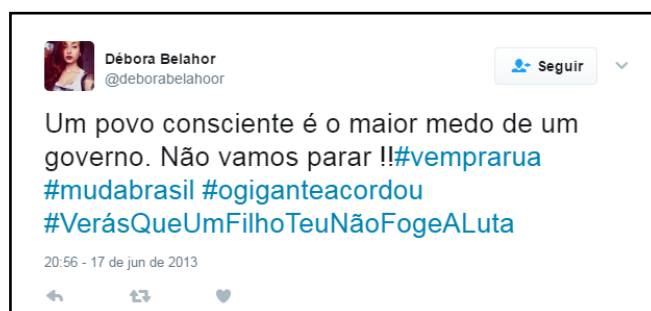 Débora Belahor
@deborabelahoor
Seguir
Um povo consciente é o maior medo de um
governo. Não vamos parar !!#vemprarua
#mudabrasil #ogiganteacordou
#VerásQueUmFilhoTeuNãoFogeALuta
20:56 - 17 de jun de 2013